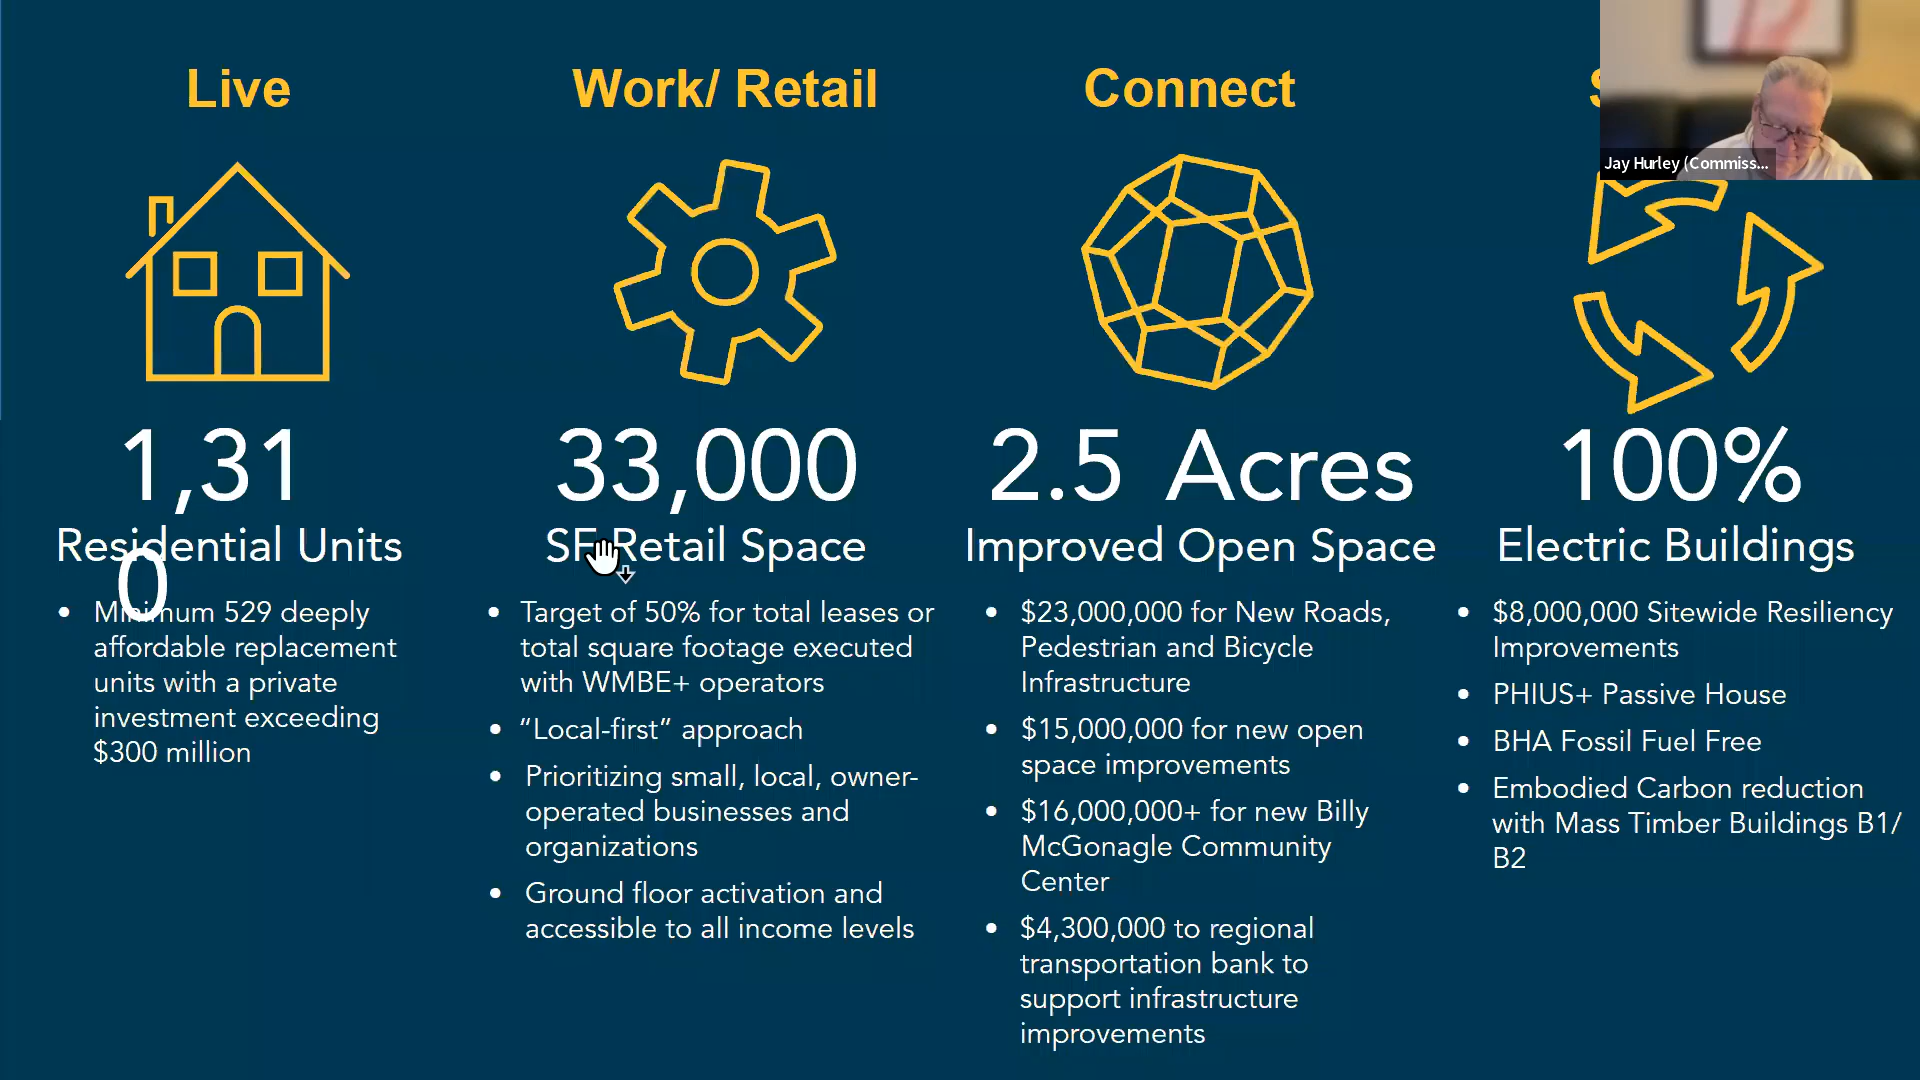 Live
1,31
0
Residential Units
• Minimum 529 deeply
affordable replacement
units with a private
investment exceeding
$300 million
Work/ Retail
33,000
SF Retail Space
• Target of 50% for total leases or
total square footage executed
with WMBE+ operators
• “Local-first” approach
• Prioritizing small, local, owner-
operated businesses and
organizations
• Ground floor activation and
accessible to all income levels
Connect
2.5 Acres
Improved Open Space
• $23,000,000 for New Roads,
Pedestrian and Bicycle
Infrastructure
• $15,000,000 for new open
space improvements
• $16,000,000+ for new Billy
McGonagle Community
Center
• $4,300,000 to regional
transportation bank to
support infrastructure
improvements
100%
Electric Buildings
• $8,000,000 Sitewide Resiliency
Improvements
• PHIUS+ Passive House
• BHA Fossil Fuel Free
• Embodied Carbon reduction
with Mass Timber Buildings B1/
B2
Jay Hurley (Commiss...